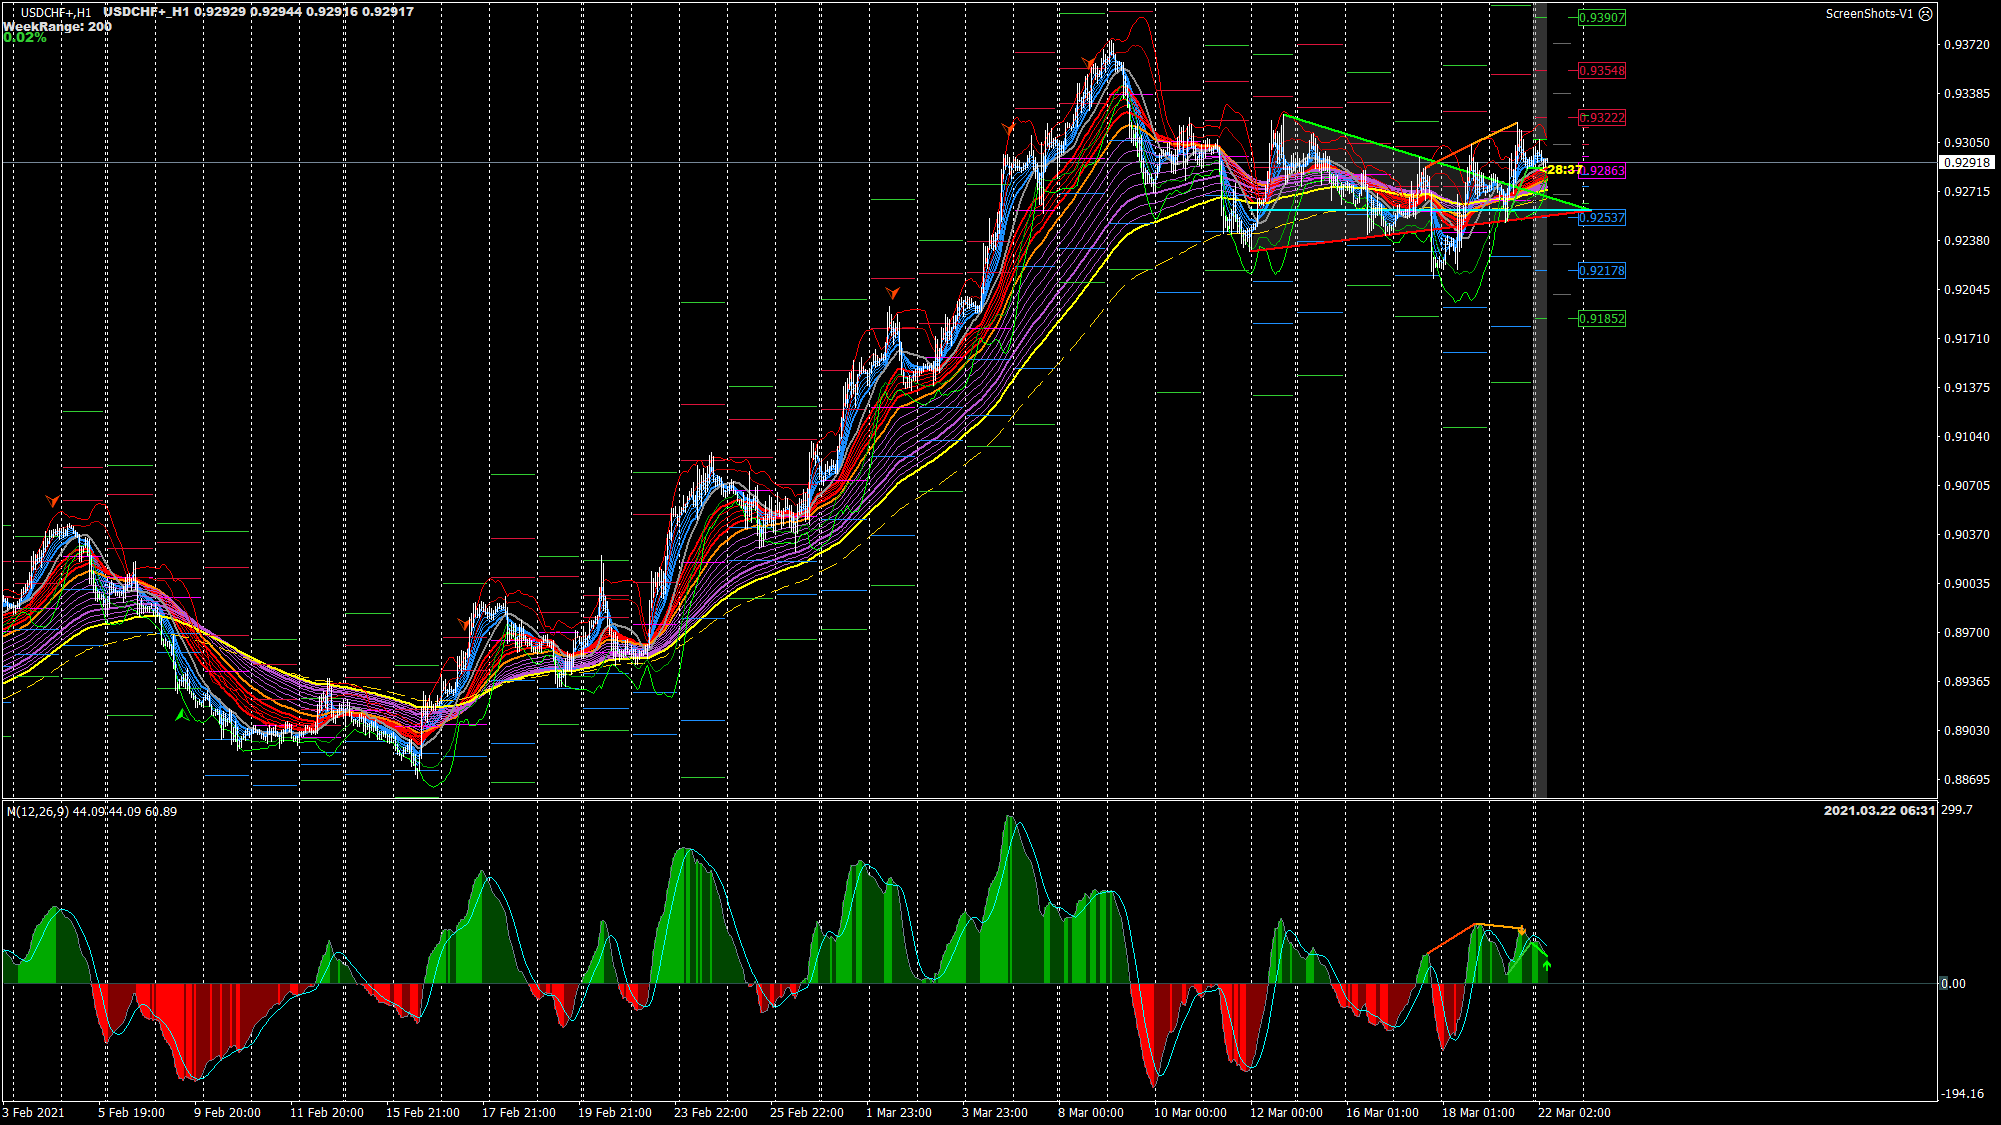 USDCHF+,H1 USDCHF+_H1 0.92929 0.92944 0.92916 0.92917
WeekRange: 200
0.02%
ScreenShots-V1
0.93907
0.93548
0.93222
0.92863
0.92537
0.92178
0.91852
<28:37
0.93720
0.93385
0.93050
0.92918
0.92715
0.92380
0.92045
0.91710
0.91375
0.91040
0.90705
0.90370
0.90035
0.89700
0.89365
0.89030
0.88695
M(12,26,9) 44.09 44.09 60.89
2021.03.22 06:31
299.7
0.00
-194.16
3 Feb 2021
5 Feb 19:00
9 Feb 20:00
11 Feb 20:00
15 Feb 21:00
17 Feb 21:00
19 Feb 21:00
23 Feb 22:00
25 Feb 22:00
1 Mar 23:00
3 Mar 23:00
8 Mar 00:00
10 Mar 00:00
12 Mar 00:00
16 Mar 01:00
18 Mar 01:00
22 Mar 02:00